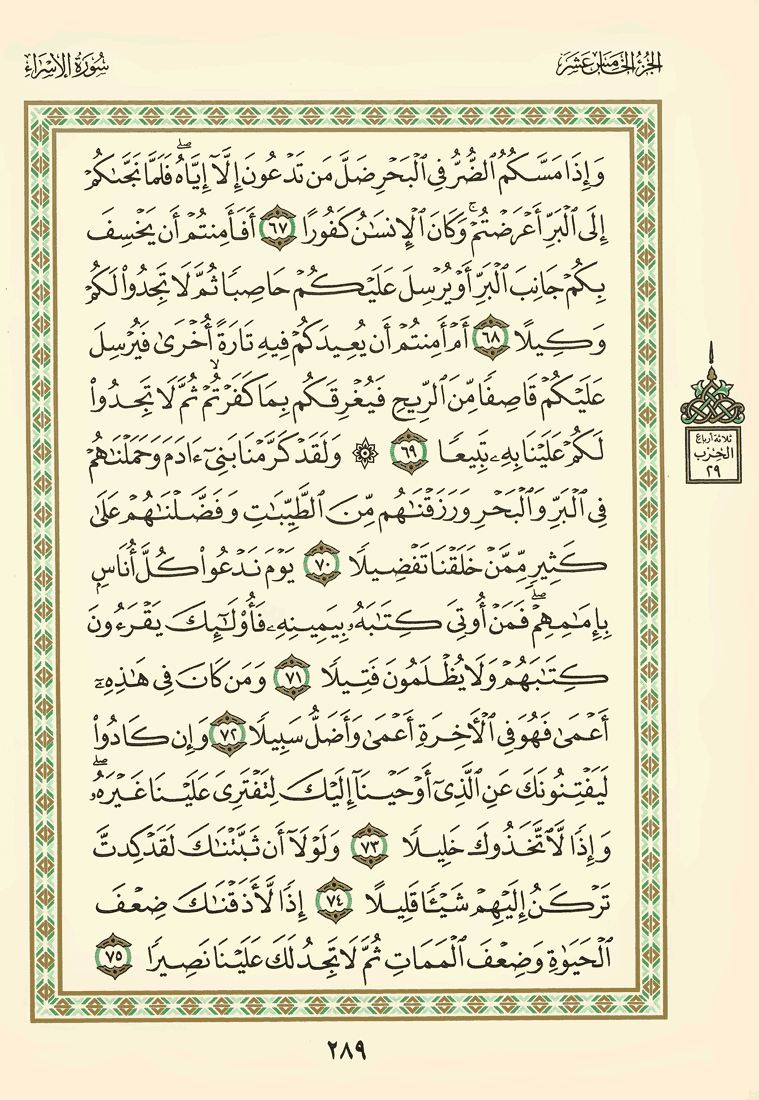 الجزء الخامس عشر
سورة الإسراء
وَإِذَا مَسَّكُمُ ٱلضُّرُّ فِى ٱلْبَحْرِ ضَلَّ مَن تَدْعُونَ إِلَّآ إِيَّاهُ ۖ فَلَمَّا نَجَّىٰكُمْ
إِلَى ٱلْبَرِّ أَعْرَضْتُمْ ۚ وَكَانَ ٱلْإِنسَـٰنُ كَفُورًا ٦٧ أَفَأَمِنتُمْ أَن يَخْسِفَ
بِكُمْ جَانِبَ ٱلْبَرِّ أَوْ يُرْسِلَ عَلَيْكُمْ حَاصِبًا ثُمَّ لَا تَجِدُوا۟ لَكُمْ
وَكِيلًا ٦٨ أَمْ أَمِنتُمْ أَن يُعِيدَكُمْ فِيهِ تَارَةً أُخْرَىٰ فَيُرْسِلَ
عَلَيْكُمْ قَاصِفًا مِّنَ ٱلرِّيحِ فَيُغْرِقَكُم بِمَا كَفَرْتُمْ ۙ ثُمَّ لَا تَجِدُوا۟
لَكُمْ عَلَيْنَا بِهِۦ تَبِيعًا ٦٩ ۞ وَلَقَدْ كَرَّمْنَا بَنِىٓ ءَادَمَ وَحَمَلْنَـٰهُمْ
فِى ٱلْبَرِّ وَٱلْبَحْرِ وَرَزَقْنَـٰهُم مِّنَ ٱلطَّيِّبَـٰتِ وَفَضَّلْنَـٰهُمْ عَلَىٰ
كَثِيرٍ مِّمَّنْ خَلَقْنَا تَفْضِيلًا ٧٠ يَوْمَ نَدْعُوا۟ كُلَّ أُنَاسٍۭ
بِإِمَـٰمِهِمْ ۖ فَمَنْ أُوتِىَ كِتَـٰبَهُۥ بِيَمِينِهِۦ فَأُو۟لَـٰٓئِكَ يَقْرَءُونَ
كِتَـٰبَهُمْ وَلَا يُظْلَمُونَ فَتِيلًا ٧١ وَمَن كَانَ فِى هَـٰذِهِۦٓ
أَعْمَىٰ فَهُوَ فِى ٱلْـَٔاخِرَةِ أَعْمَىٰ وَأَضَلُّ سَبِيلًا ٧٢ وَإِن كَادُوا۟
لَيَفْتِنُونَكَ عَنِ ٱلَّذِىٓ أَوْحَيْنَآ إِلَيْكَ لِتَفْتَرِىَ عَلَيْنَا غَيْرَهُۥ ۖ
وَإِذًا لَّٱتَّخَذُوكَ خَلِيلًا ٧٣ وَلَوْلَآ أَن ثَبَّتْنَـٰكَ لَقَدْ كِدتَّ
تَرْكَنُ إِلَيْهِمْ شَيْـًٔا قَلِيلًا ٧٤ إِذًا لَّأَذَقْنَـٰكَ ضِعْفَ
ٱلْحَيَوٰةِ وَضِعْفَ ٱلْمَمَاتِ ثُمَّ لَا تَجِدُ لَكَ عَلَيْنَا نَصِيرًا ٧٥
ثلاثة أرباع
الحزب
٢٩
٢٨٩